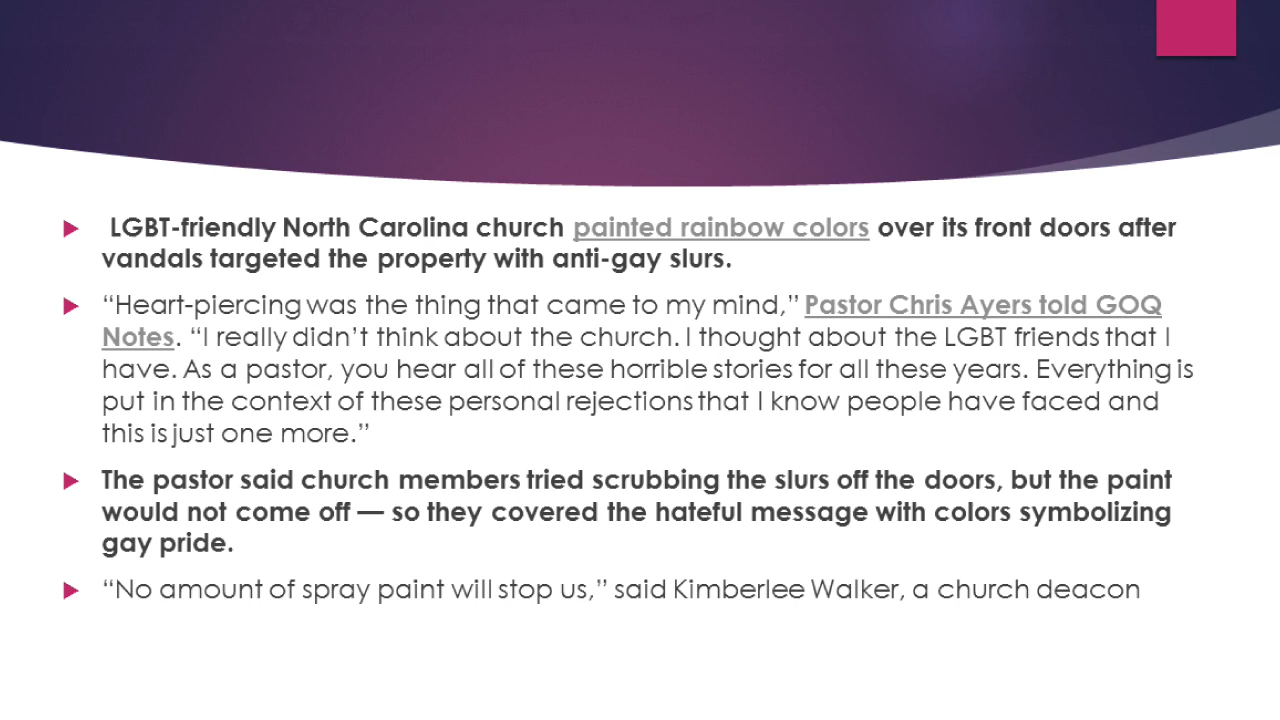 LGBT-friendly North Carolina church painted rainbow colors over its front doors after
vandals targeted the property with anti-gay slurs.
“Heart-piercing was the thing that came to my mind,” Pastor Chris Ayers told GOQ
Notes. “I really didn’t think about the church. I thought about the LGBT friends that I
have. As a pastor, you hear all of these horrible stories for all these years. Everything is
put in the context of these personal rejections that I know people have faced and
this is just one more.”
The pastor said church members tried scrubbing the slurs off the doors, but the paint
would not come off — so they covered the hateful message with colors symbolizing
gay pride.
“No amount of spray paint will stop us,” said Kimberlee Walker, a church deacon